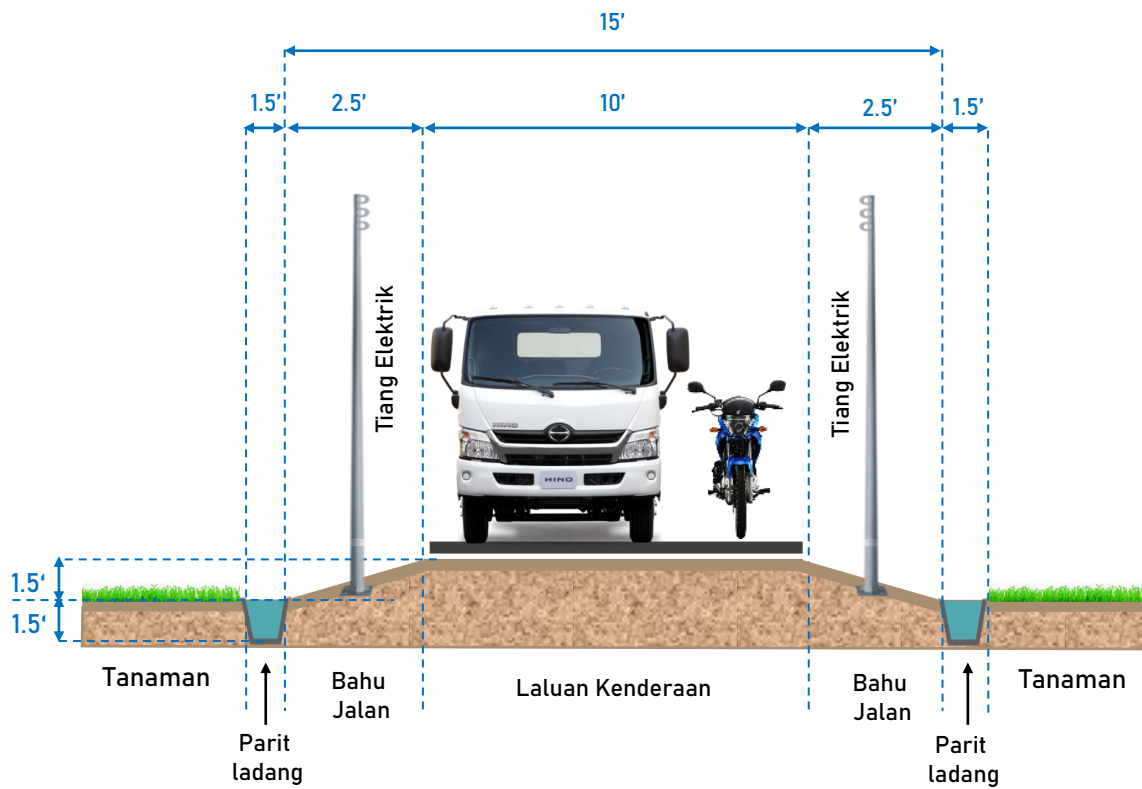 15’
1.5’
2.5’
10’
2.5’
1.5’
Tiang Elektrik
Tiang Elektrik
HINO
HINO
1.5‘
1.5‘
Tanaman
Bahu
Jalan
Laluan Kenderaan
Bahu
Jalan
Tanaman
Parit
ladang
Parit
ladang